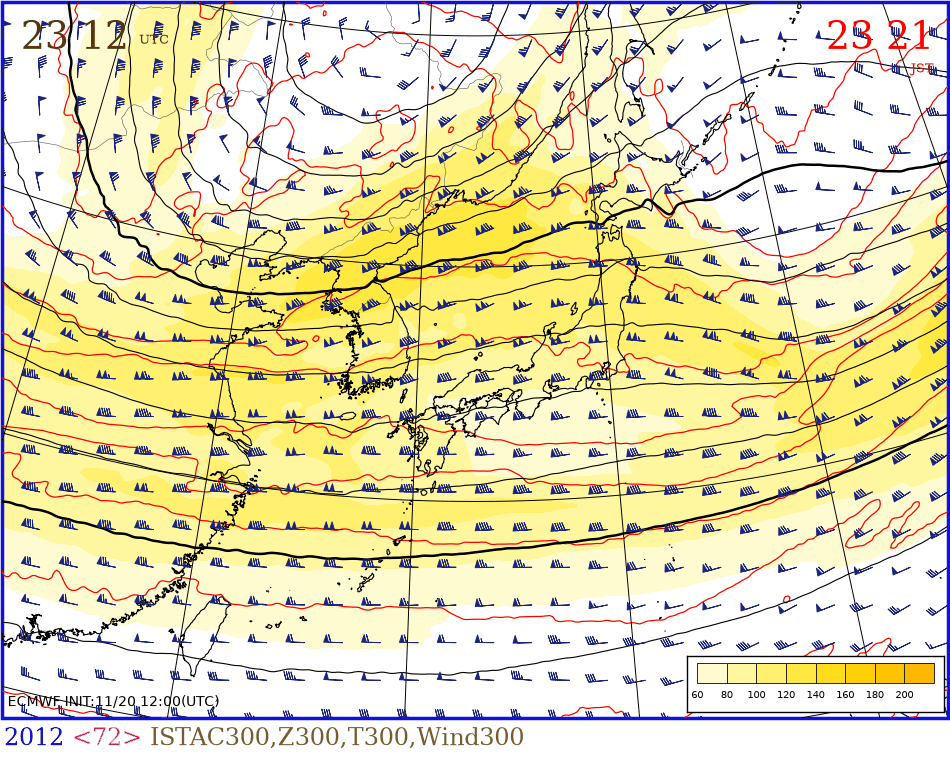 23 12 UTC
23 21
JST
60 80 100 120 140 160 180 200
ECMWF INIT:11/20 12:00(UTC)
2012 <72> ISTAC300,Z300,T300,Wind300